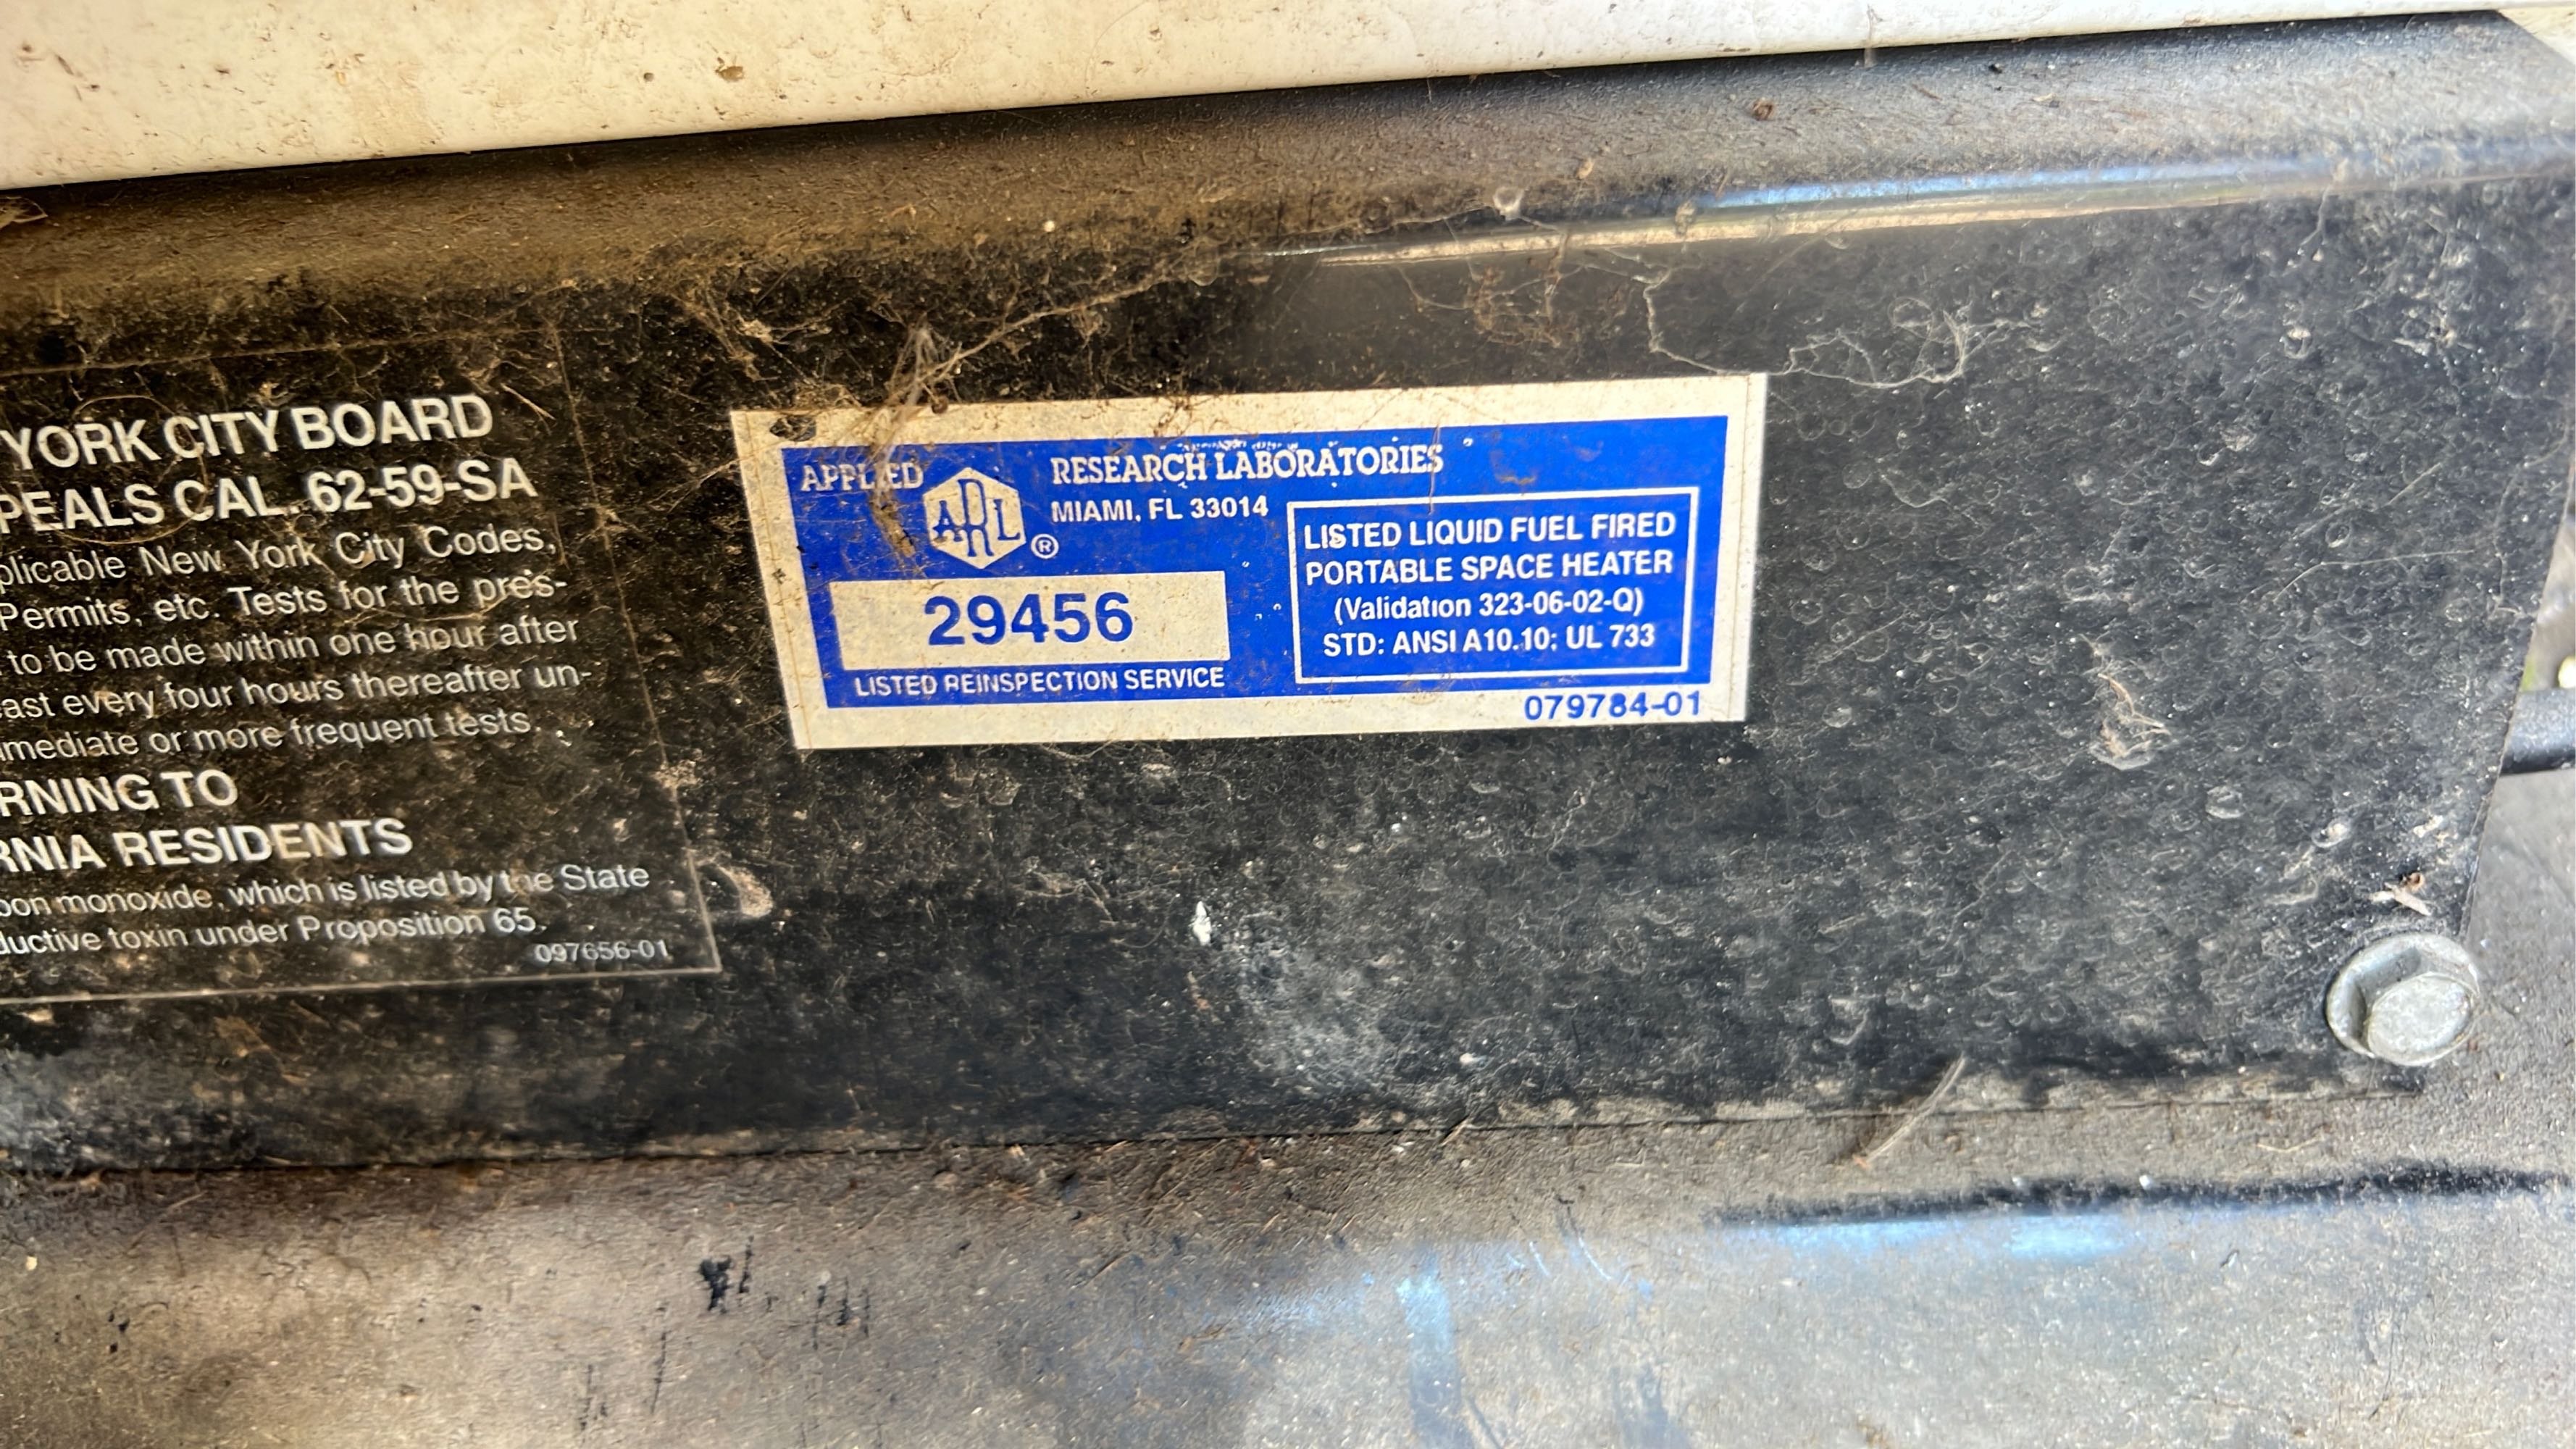 YORK CITY BOARD
PEALS CAL. 62-59-SA
plicable New York City Codes,
Permits, etc. Tests for the pres-
to be made within one hour after
ast every four hours thereafter un-
mediate or more frequent tests.
RNING TO
RNIA RESIDENTS
bon monoxide, which is listed by the State
ductive toxin under Proposition 65.
097656-01
APPLIED ARL ® RESEARCH LABORATORIES
MIAMI, FL 33014
29456
LISTED REINSPECTION SERVICE
LISTED LIQUID FUEL FIRED
PORTABLE SPACE HEATER
(Validation 323-06-02-Q)
STD: ANSI A10.10; UL 733
079784-01